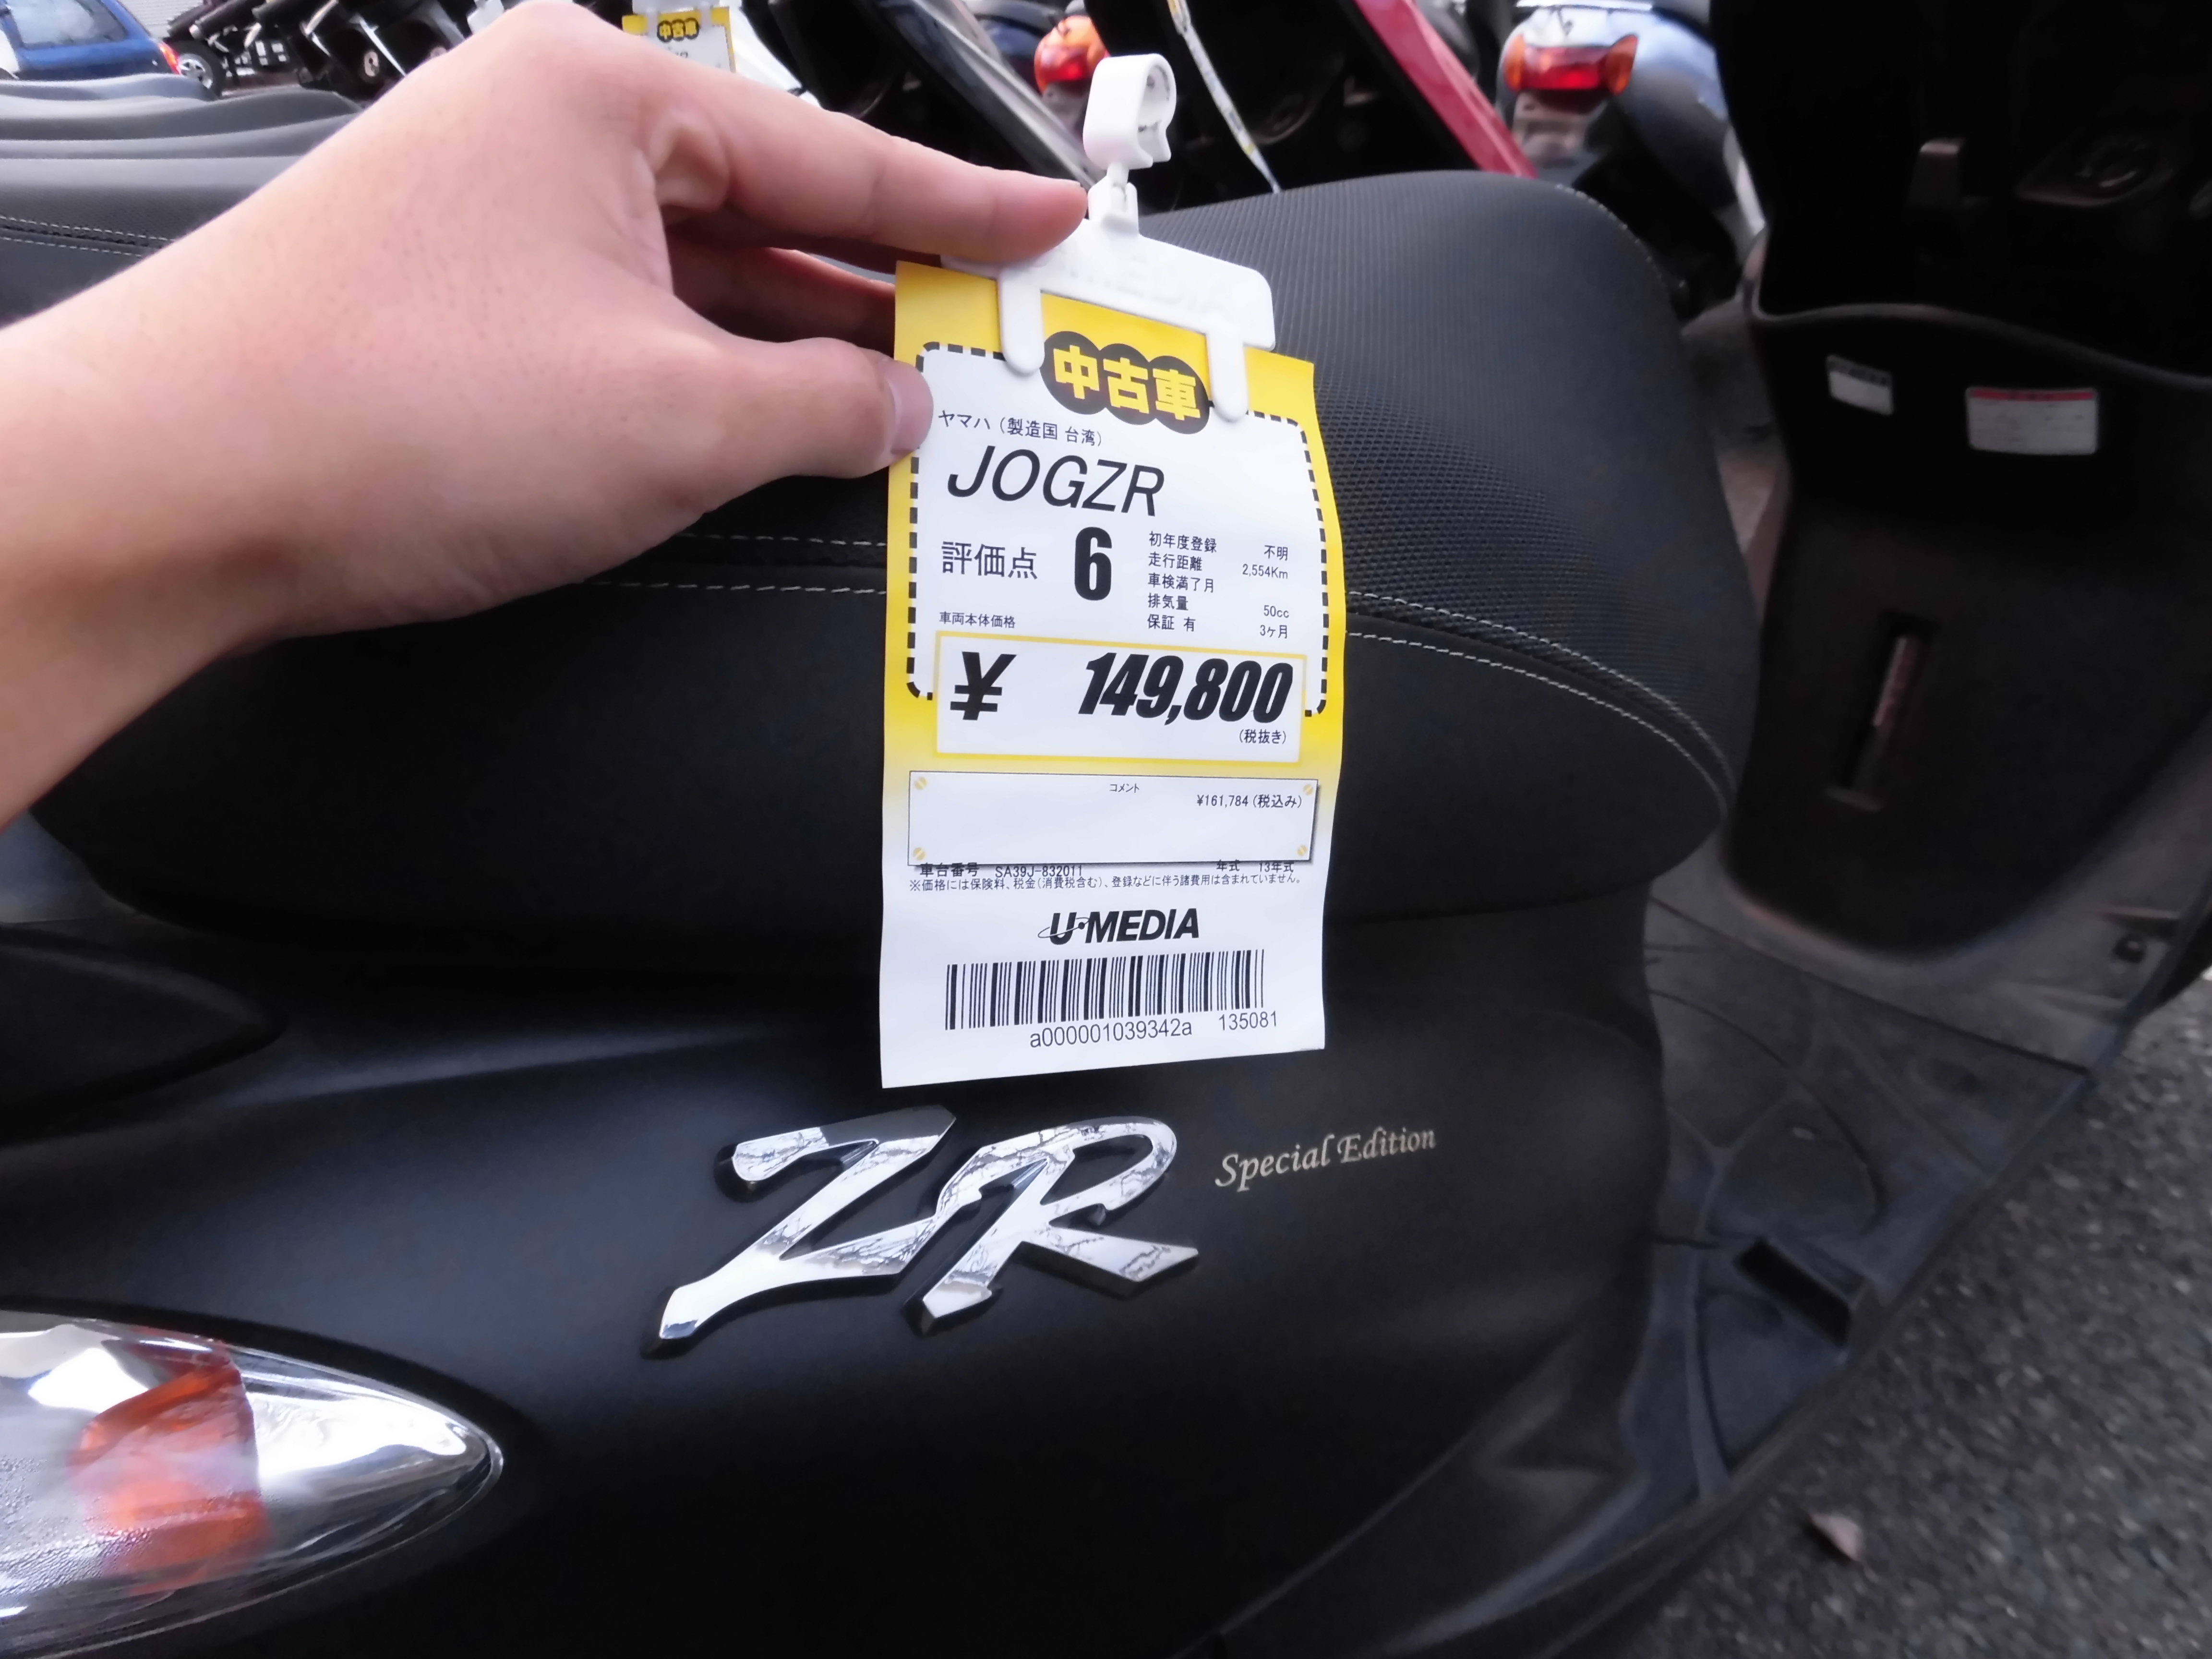 中古車
中古車
ヤマハ（製造国 台湾）
JOGZR
評価点 6
初年度登録 不明
走行距離 2,554Km
車検満了月
排気量 50cc
保証 有 3ヶ月
車両本体価格
¥ 149,800
(税抜き)
コメント
¥161,784 (税込み)
車台番号 SA39J-832011 年式 13年式
※価格には保険料、税金(消費税含む)、登録などに伴う諸費用は含まれていません。
U-MEDIA
a000001039342a 135081
ZR Special Edition